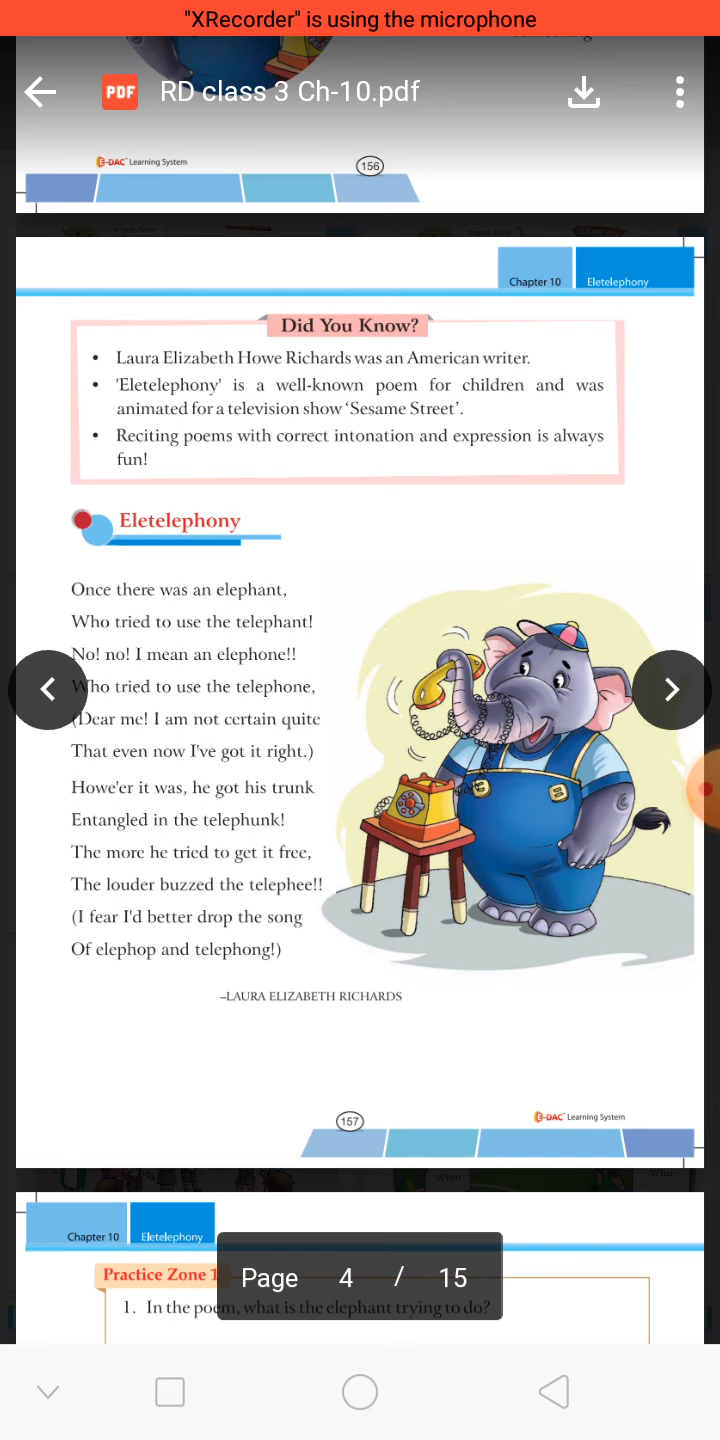 "XRecorder" is using the microphone
RD class 3 Ch-10.pdf
PDF
E-DAC Learning System
156
Chapter 10 Eletelephony
Did You Know?
• Laura Elizabeth Howe Richards was an American writer.
• 'Eletelephony' is a well-known poem for children and was
animated for a television show ‘Sesame Street’.
• Reciting poems with correct intonation and expression is always
fun!
Eletelephony
Once there was an elephant,
Who tried to use the telephant!
No! no! I mean an elephone!!
Who tried to use the telephone,
(Dear me! I am not certain quite
That even now I've got it right.)
Howe'er it was, he got his trunk
Entangled in the telephunk!
The more he tried to get it free,
The louder buzzed the telephee!!
(I fear I'd better drop the song
Of elephop and telephong!)
–LAURA ELIZABETH RICHARDS
157
E-DAC Learning System
Chapter 10 Eletelephony
Practice Zone 1
Page 4 / 15
1. In the poem, what is the elephant trying to do?